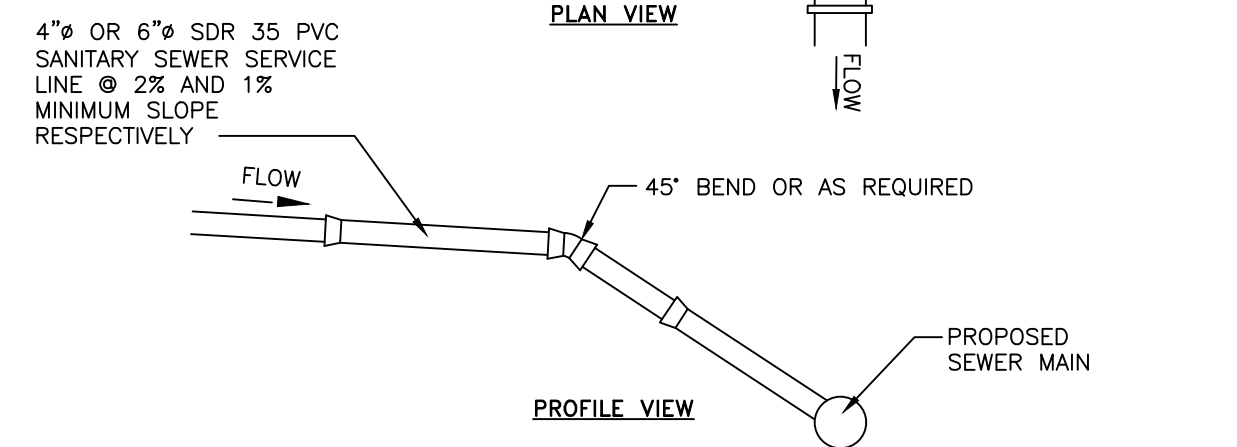 PLAN VIEW
4"ø OR 6"ø SDR 35 PVC
SANITARY SEWER SERVICE
LINE @ 2% AND 1%
MINIMUM SLOPE
RESPECTIVELY
FLOW
FLOW
45° BEND OR AS REQUIRED
PROPOSED
SEWER MAIN
PROFILE VIEW